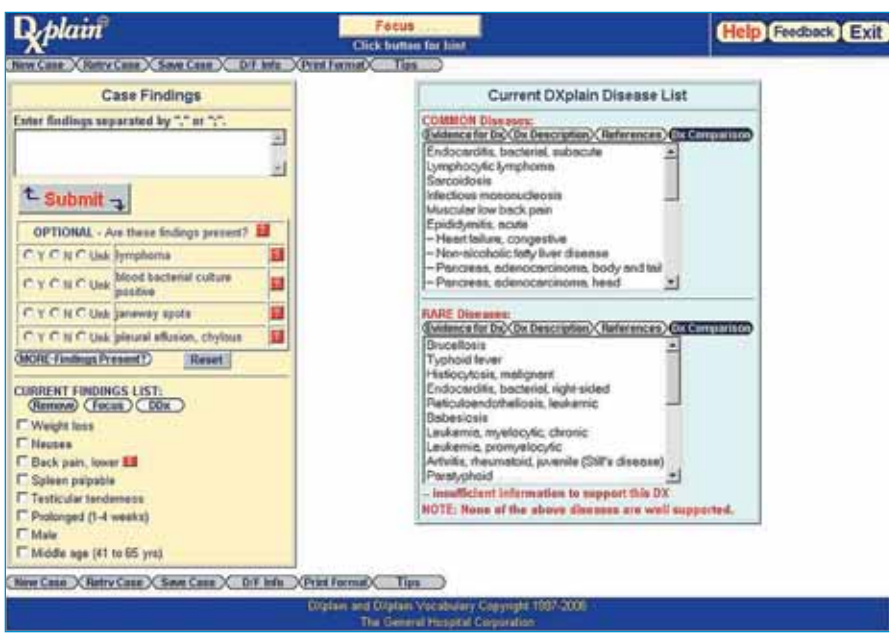 DXplain®
Focus
Click button for hint
Help Feedback Exit
New Case Retrv Case Save Case D/F Info Print Format Tips
Case Findings
Enter findings separated by "," or ";".
Submit
OPTIONAL - Are these findings present? ?
Y N Unk lymphoma ?
Y N Unk blood bacterial culture
positive ?
Y N Unk janeway spots ?
Y N Unk pleural effusion, chylous ?
(MORE-Findings Present?) Reset
CURRENT FINDINGS LIST:
Remove Focus DDx
Weight loss
Nausea
Back pain, lower
Spleen palpable
Testicular tenderness
Prolonged (1-4 weeks)
Male
Middle age (41 to 65 yrs)
Current DXplain Disease List
COMMON Diseases:
Evidence for Dx Dx Description References Dx Comparison
Endocarditis, bacterial, subacute
Lymphocytic lymphoma
Sarcoidosis
Infectious mononucleosis
Muscular low back pain
Epididymitis, acute
-- Heart failure, congestive
-- Non-alcoholic fatty liver disease
-- Pancreas, adenocarcinoma, body and tail
-- Pancreas, adenocarcinoma, head
RARE Diseases:
Evidence for Dx Dx Description References Dx Comparison
Brucellosis
Typhoid fever
Histiocytosis, malignant
Endocarditis, bacterial, right-sided
Reticuloendotheliosis, leukemic
Babesiosis
Leukemia, myelocytic, chronic
Leukemia, promyelocytic
Arthritis, rheumatoid, juvenile (Still's disease)
Paratyphoid
-- insufficient information to support this DX
NOTE: None of the above diseases are well supported.
New Case Retrv Case Save Case D/F Info Print Format Tips
DXplain and DXplain Vocabulary Copyright 1987-2006
The General Hospital Corporation